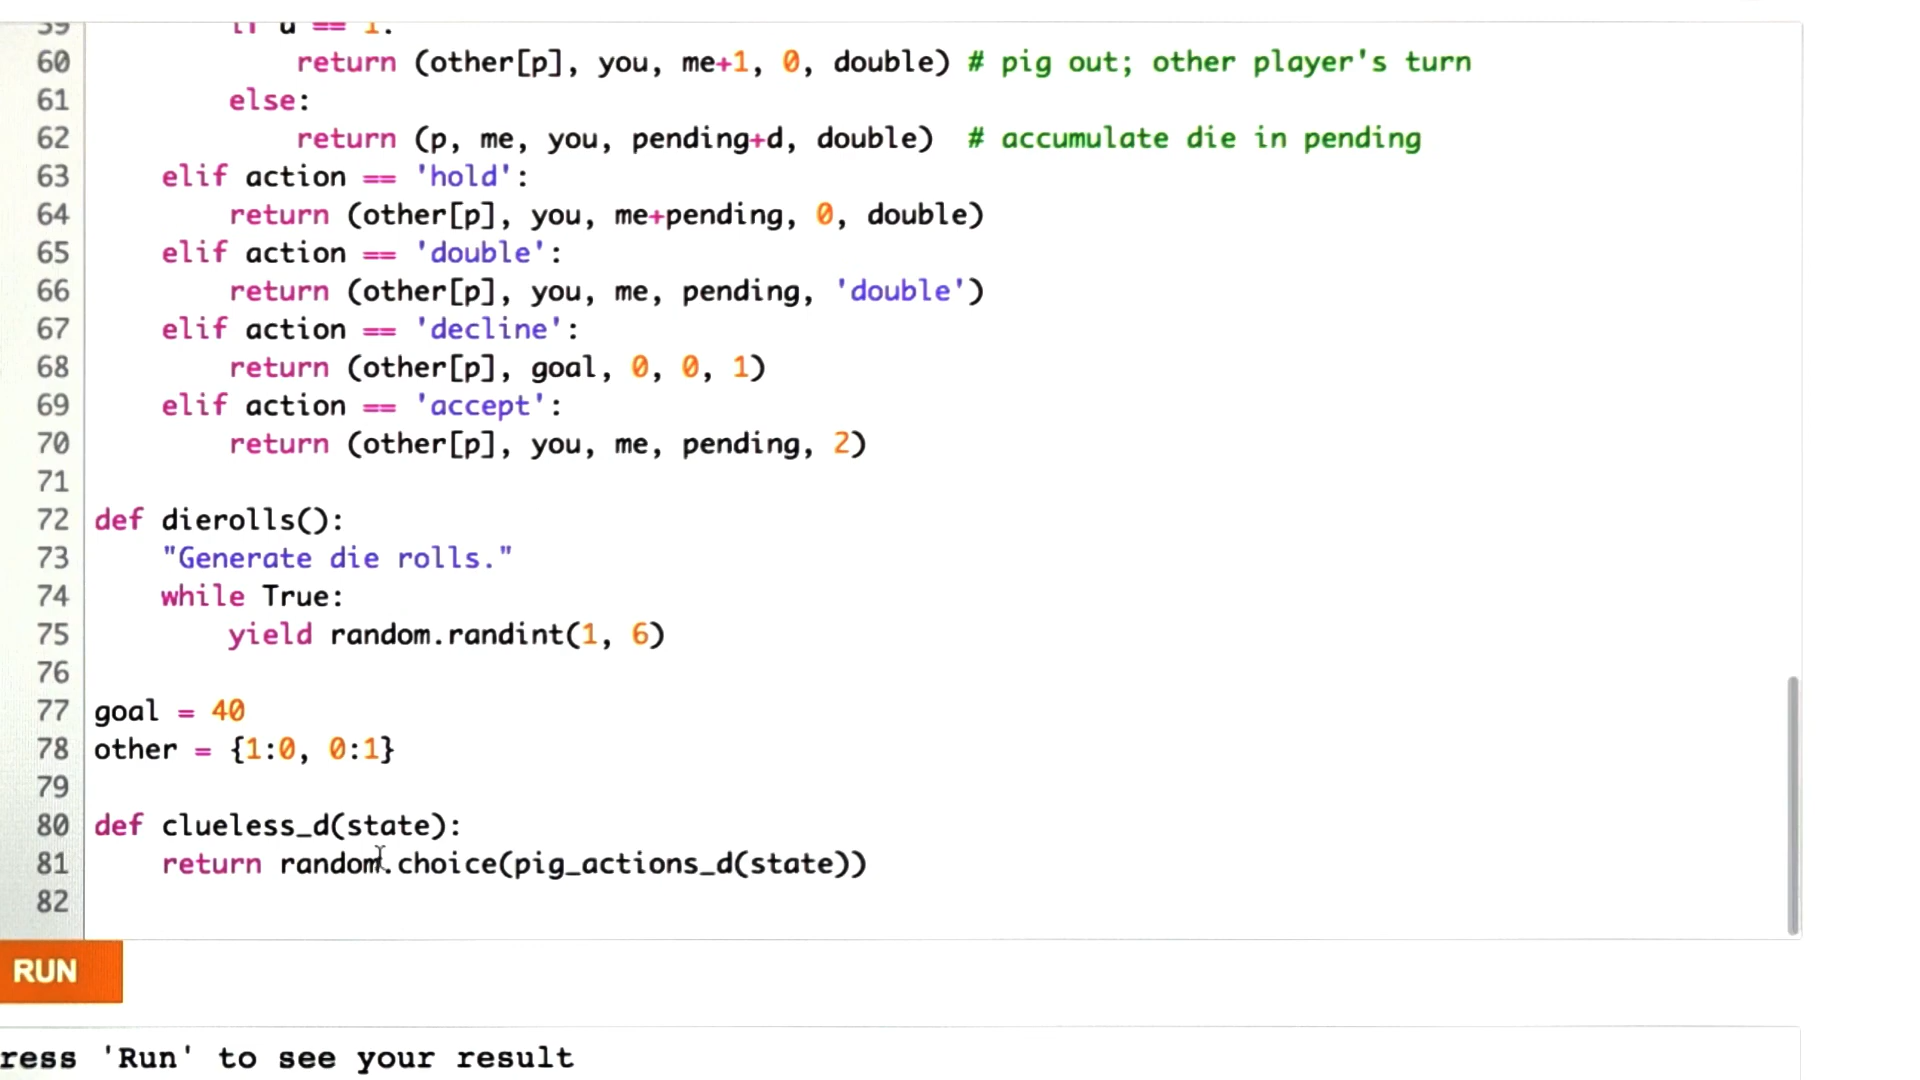 59 if d == 1:
60 return (other[p], you, me+1, 0, double) # pig out; other player's turn
61 else:
62 return (p, me, you, pending+d, double) # accumulate die in pending
63 elif action == 'hold':
64 return (other[p], you, me+pending, 0, double)
65 elif action == 'double':
66 return (other[p], you, me, pending, 'double')
67 elif action == 'decline':
68 return (other[p], goal, 0, 0, 1)
69 elif action == 'accept':
70 return (other[p], you, me, pending, 2)
71
72 def dierolls():
73 "Generate die rolls."
74 while True:
75 yield random.randint(1, 6)
76
77 goal = 40
78 other = {1:0, 0:1}
79
80 def clueless_d(state):
81 return random.choice(pig_actions_d(state))
82
RUN
ress 'Run' to see your result